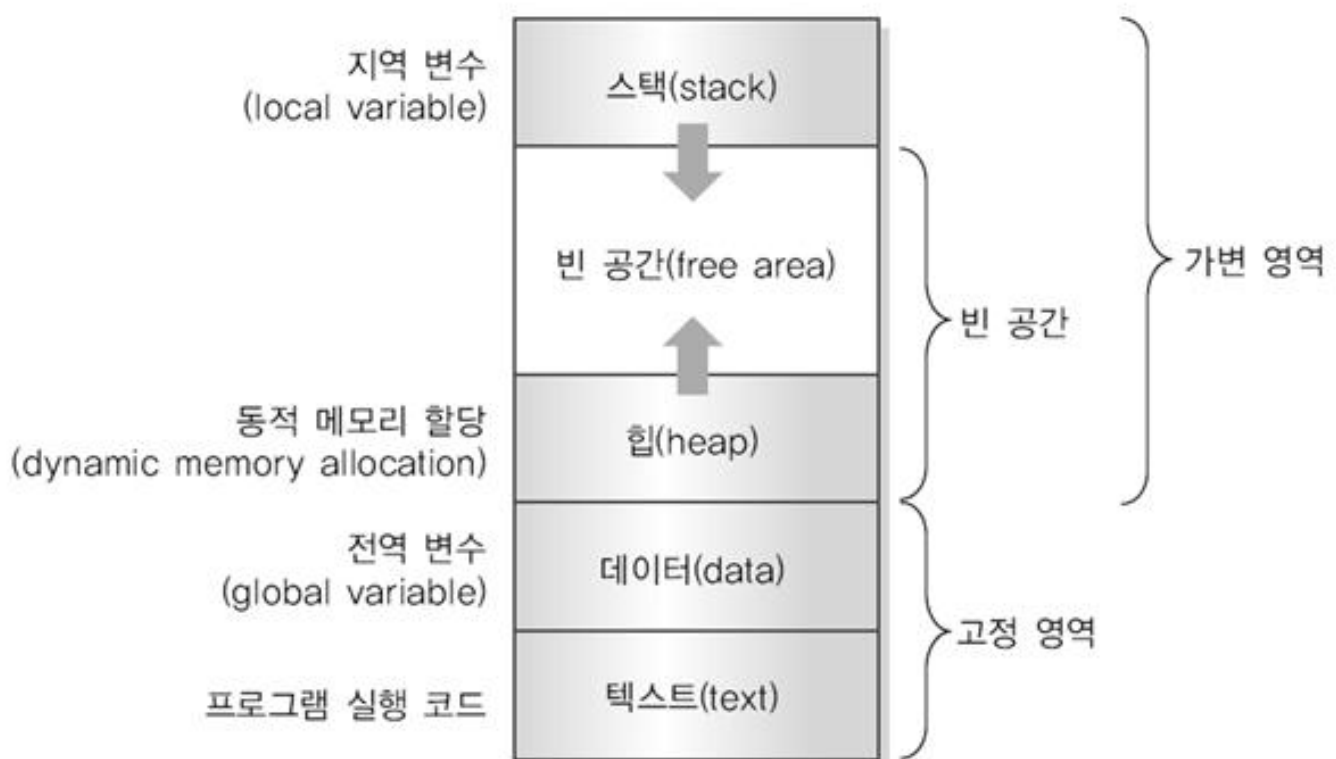 지역 변수
(local variable)
스택(stack)
빈 공간(free area)
가변 영역
빈 공간
동적 메모리 할당
(dynamic memory allocation)
힙(heap)
전역 변수
(global variable)
데이터(data)
고정 영역
프로그램 실행 코드
텍스트(text)